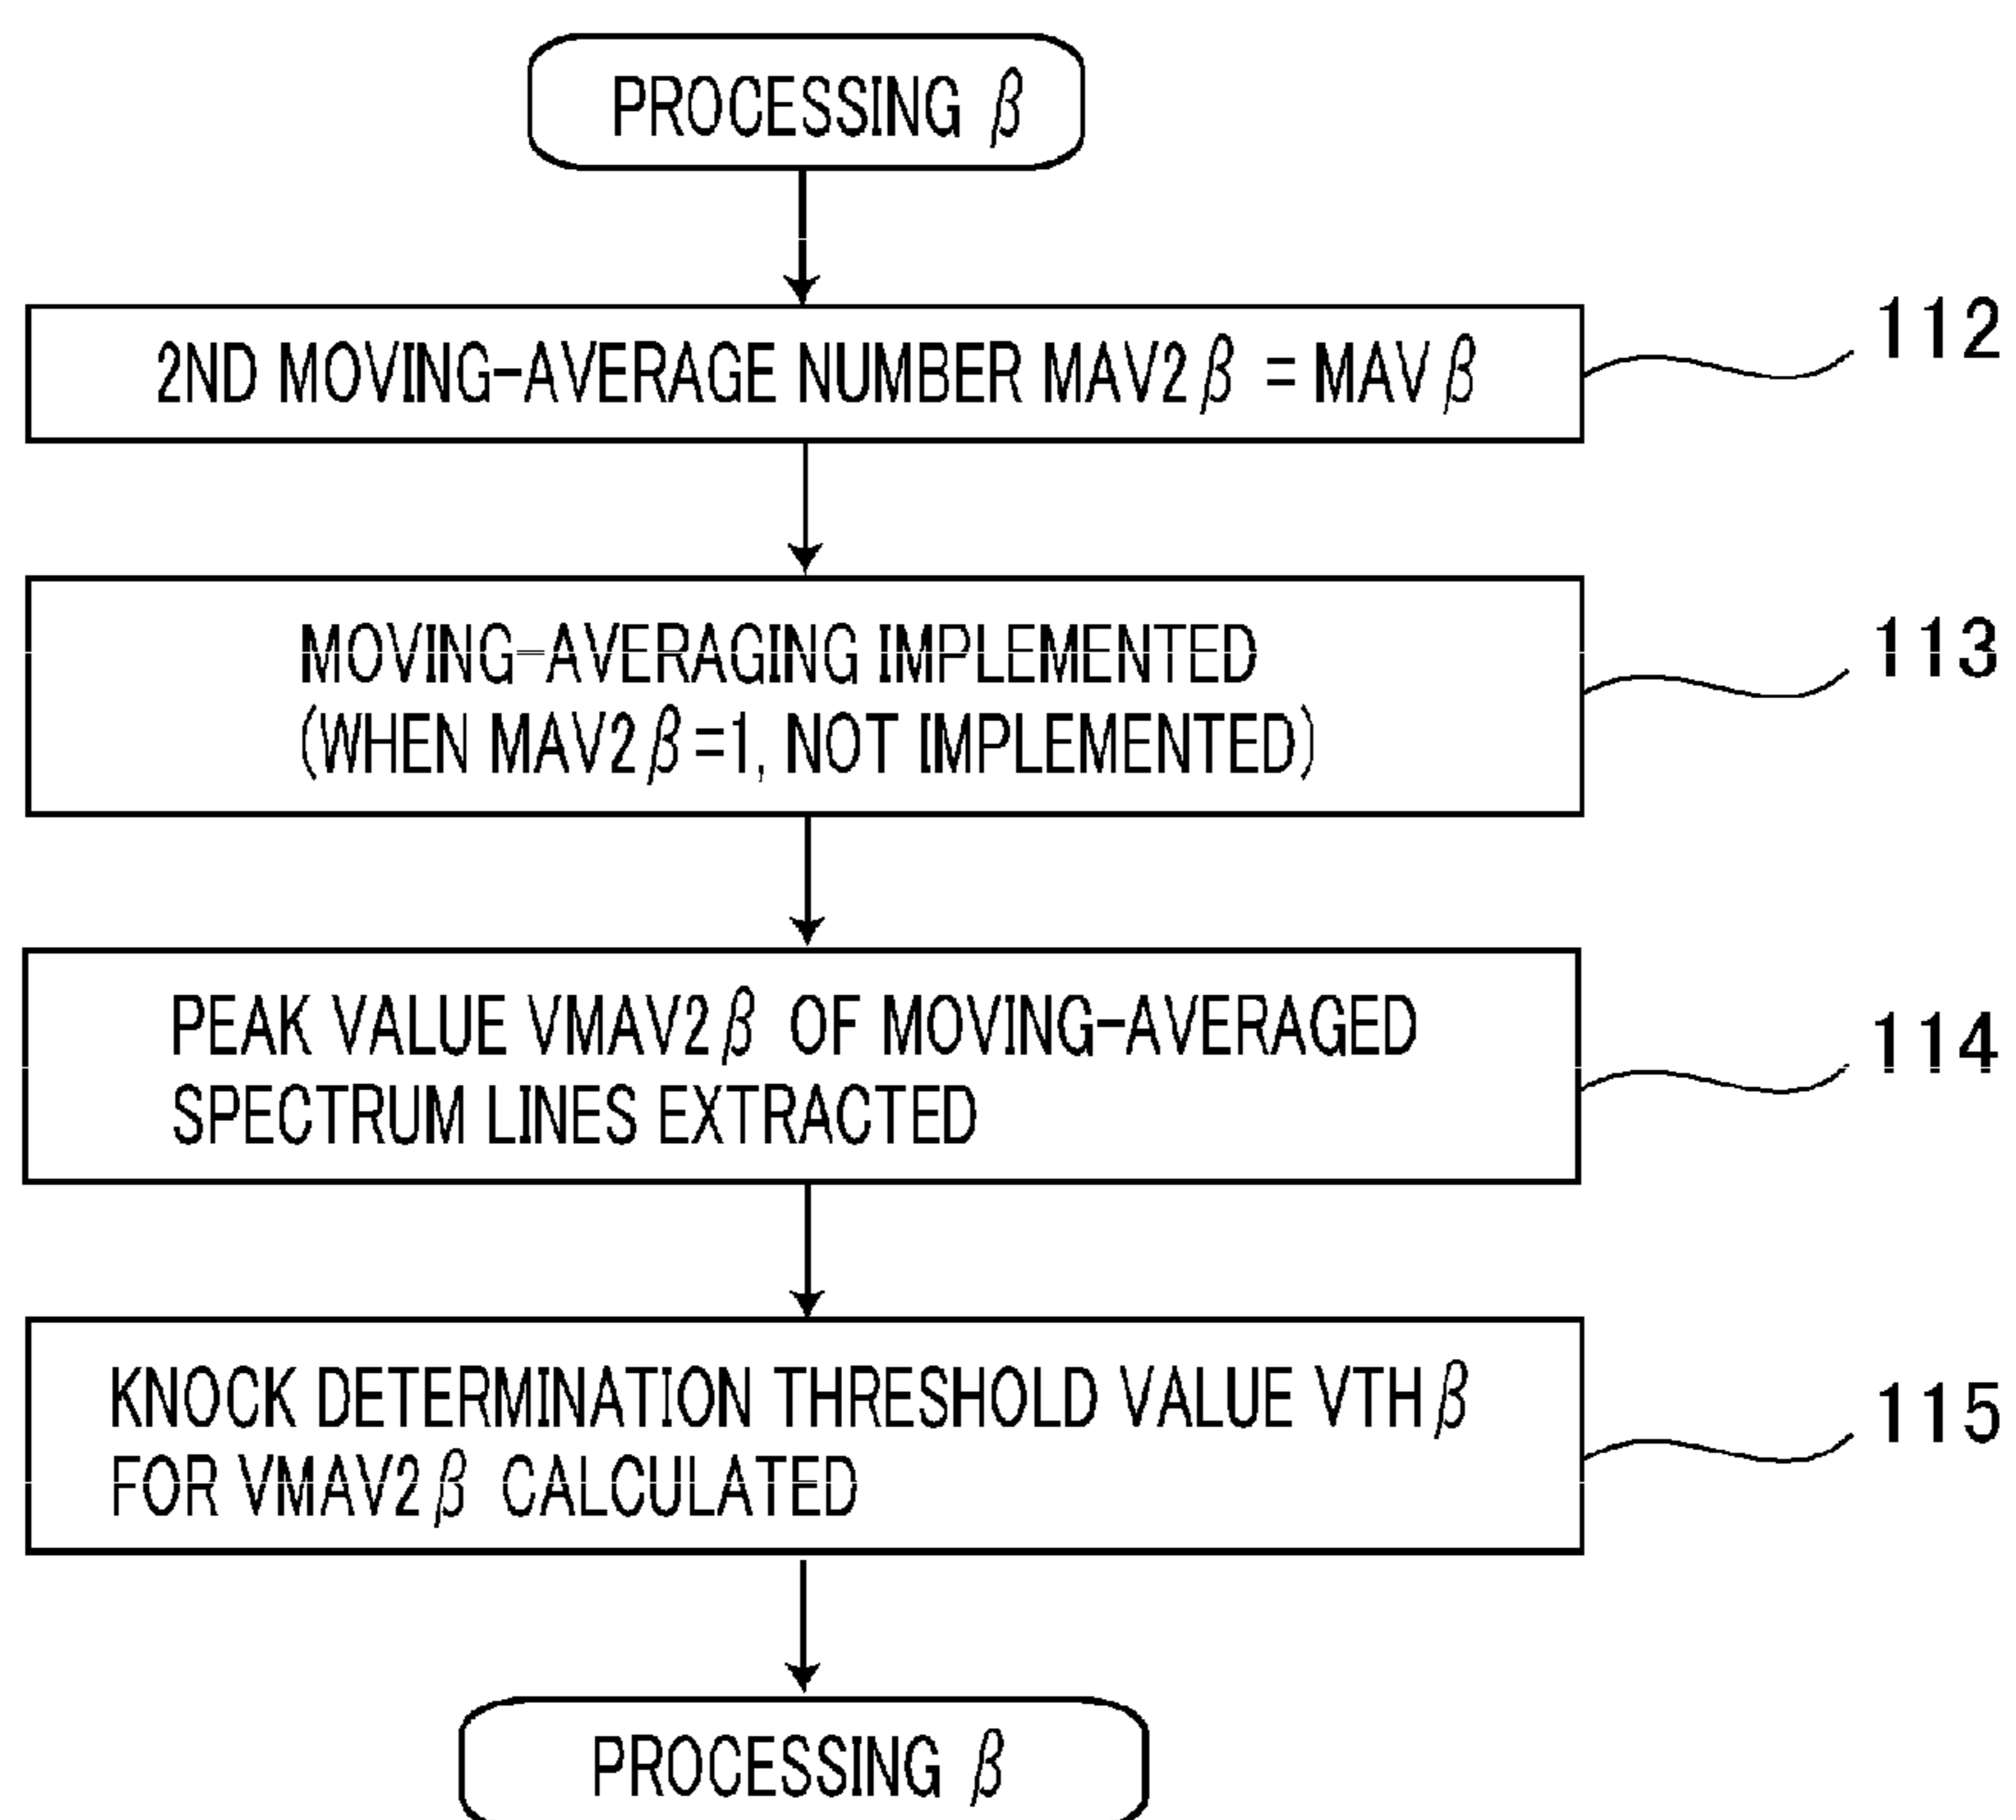 PROCESSING β
2ND MOVING-AVERAGE NUMBER MAV2β = MAVβ
112
MOVING-AVERAGING IMPLEMENTED
(WHEN MAV2β=1, NOT IMPLEMENTED)
113
PEAK VALUE VMAV2β OF MOVING-AVERAGED
SPECTRUM LINES EXTRACTED
114
KNOCK DETERMINATION THRESHOLD VALUE VTHβ
FOR VMAV2β CALCULATED
115
PROCESSING β